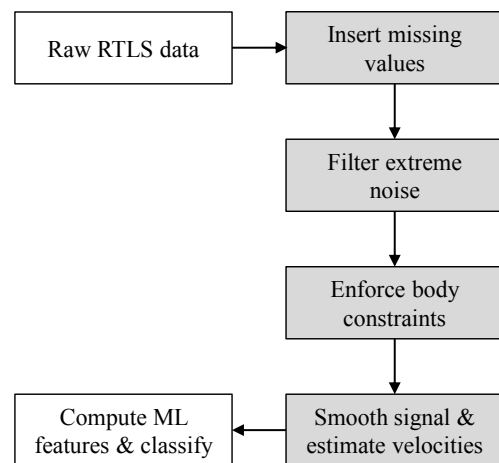 Raw RTLS data
Insert missing
values
Filter extreme
noise
Enforce body
constraints
Smooth signal &
estimate velocities
Compute ML
features & classify